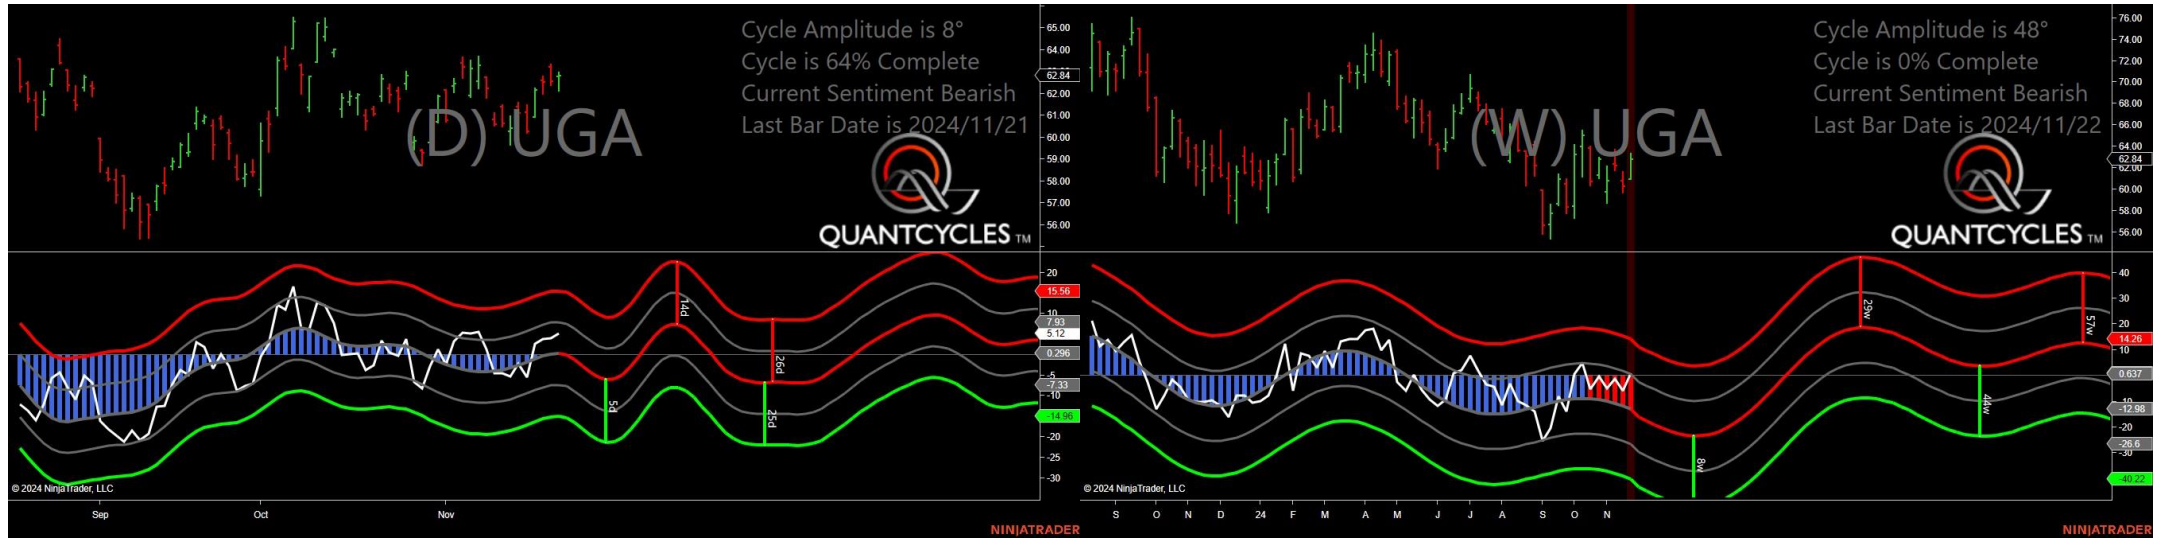 Cycle Amplitude is 8°
Cycle is 64% Complete
Current Sentiment Bearish
Last Bar Date is 2024/11/21
(D) UGA
QUANTCYCLES TM
65.00
64.00
62.84
62.00
61.00
60.00
59.00
58.00
57.00
56.00
20
15.56
10
7.93
5.12
0.296
-5
-7.33
-10
-14.96
-20
-25
-30
14d
26d
5d
25d
© 2024 NinjaTrader, LLC
Sep
Oct
Nov
NINJATRADER
Cycle Amplitude is 48°
Cycle is 0% Complete
Current Sentiment Bearish
Last Bar Date is 2024/11/22
(W) UGA
QUANTCYCLES TM
76.00
74.00
72.00
70.00
68.00
66.00
64.00
62.84
62.00
60.00
58.00
56.00
40
30
20
14.26
10
0.637
-10
-12.98
-20
-26.6
-30
-40.22
29w
57w
44w
8w
© 2024 NinjaTrader, LLC
S
O
N
D
24
F
M
A
M
J
J
A
S
O
N
NINJATRADER